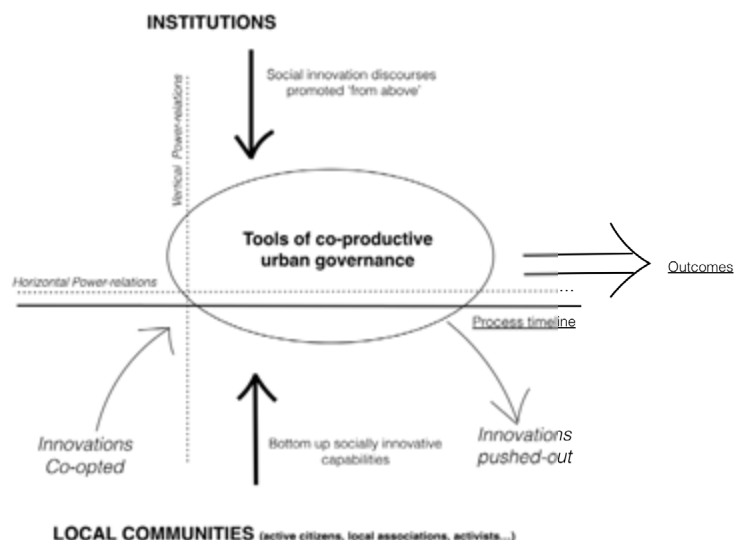 INSTITUTIONS
Social innovation discourses
promoted 'from above'
Vertical Power-relations
Tools of co-productive
urban governance
Horizontal Power-relations
...
Outcomes
Process timeline
Innovations
Co-opted
Bottom up socially innovative
capabilities
Innovations
pushed-out
LOCAL COMMUNITIES (active citizens, local associations, activists...)